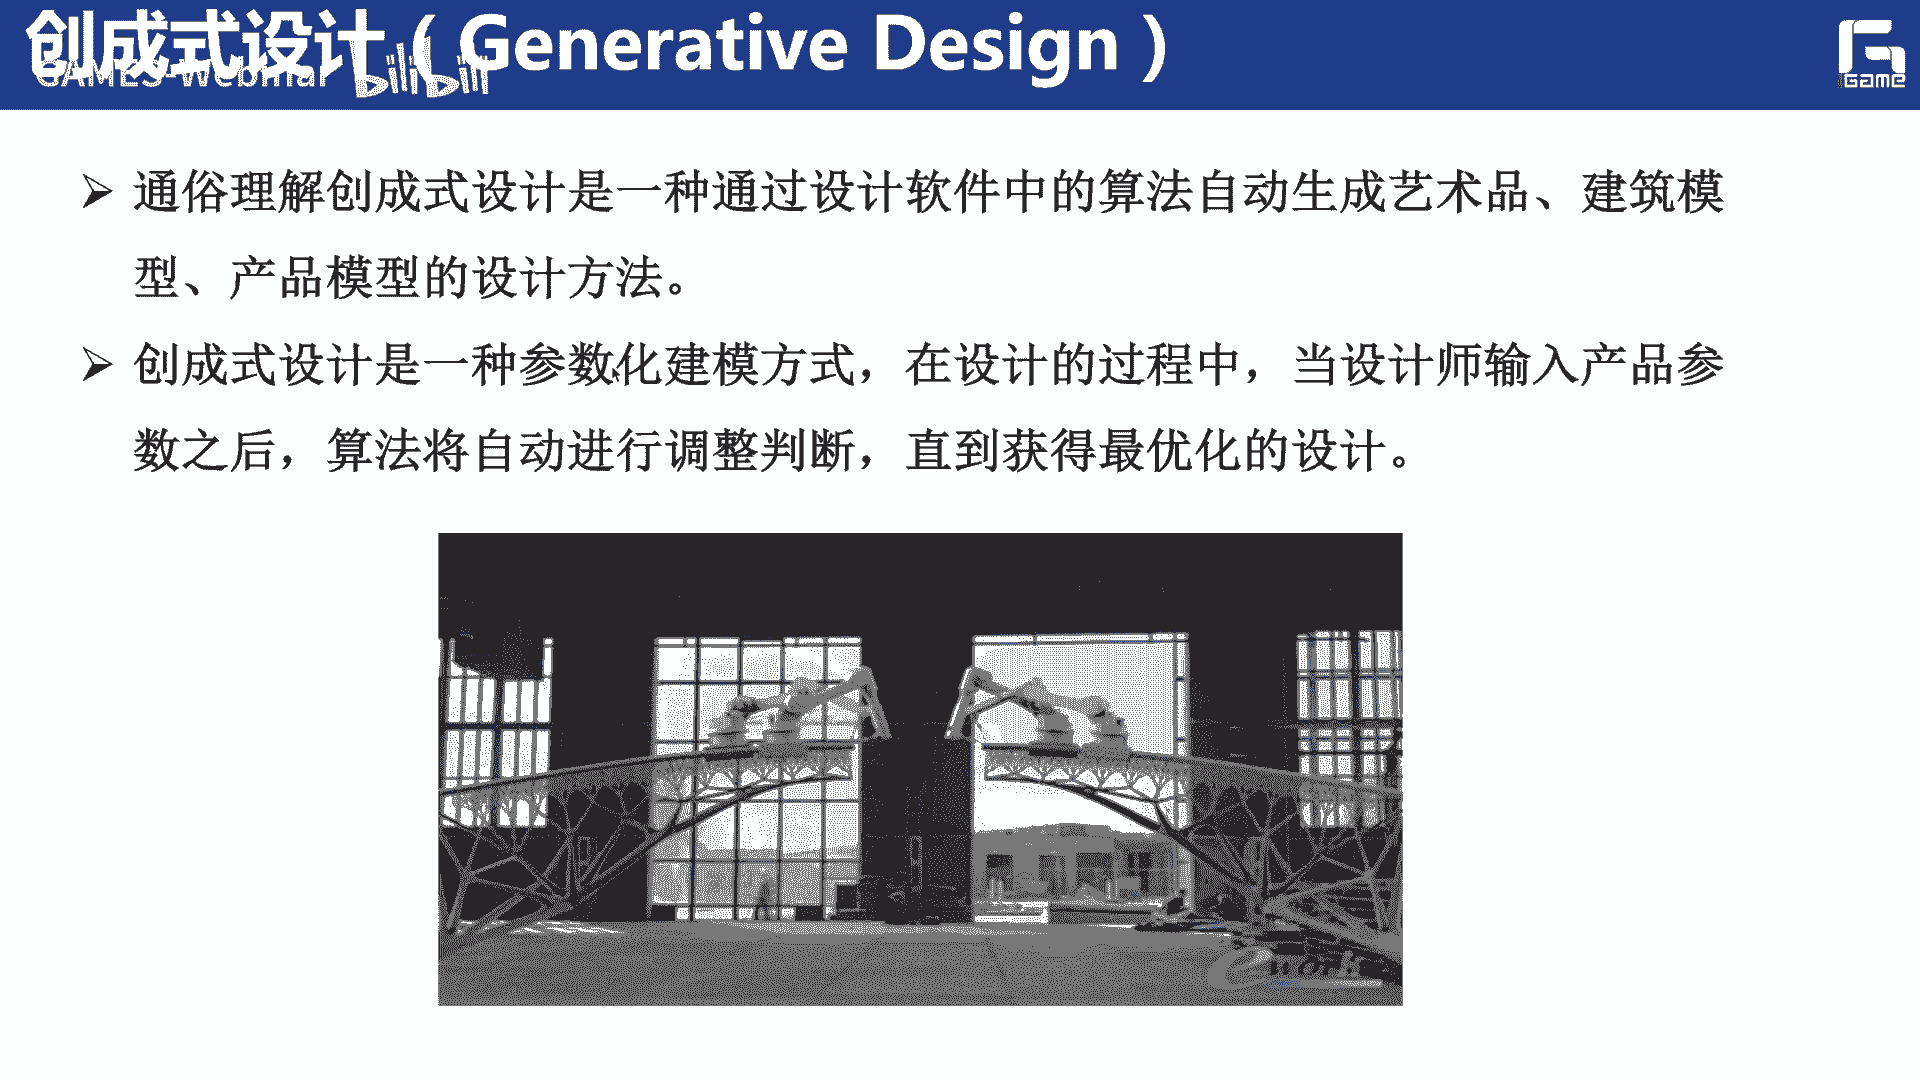 创成式设计（Generative Design）
GAMES-Webinar bilibili
iGame
通俗理解创成式设计是一种通过设计软件中的算法自动生成艺术品、建筑模
型、产品模型的设计方法。
创成式设计是一种参数化建模方式，在设计的过程中，当设计师输入产品参
数之后，算法将自动进行调整判断，直到获得最优化的设计。
e work